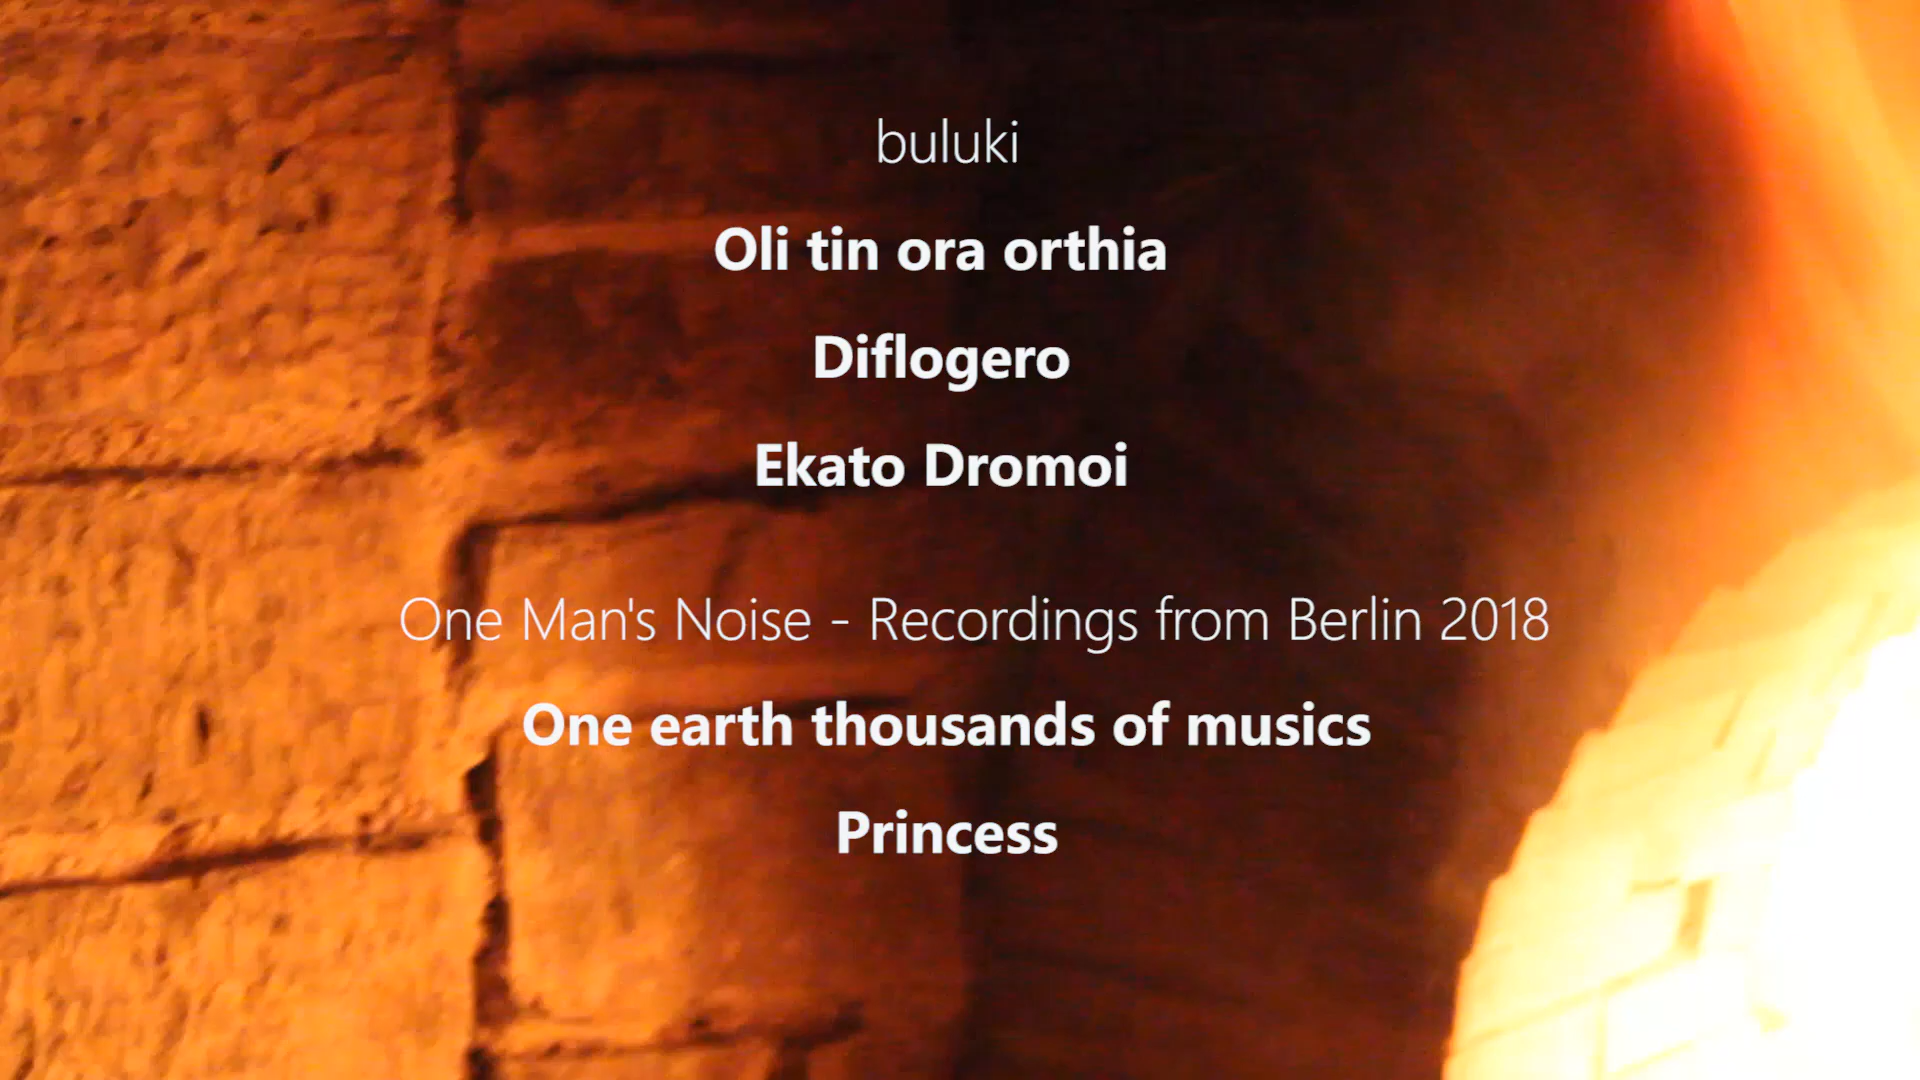 buluki
Oli tin ora orthia
Diflogero
Ekato Dromoi
One Man's Noise - Recordings from Berlin 2018
One earth thousands of musics
Princess